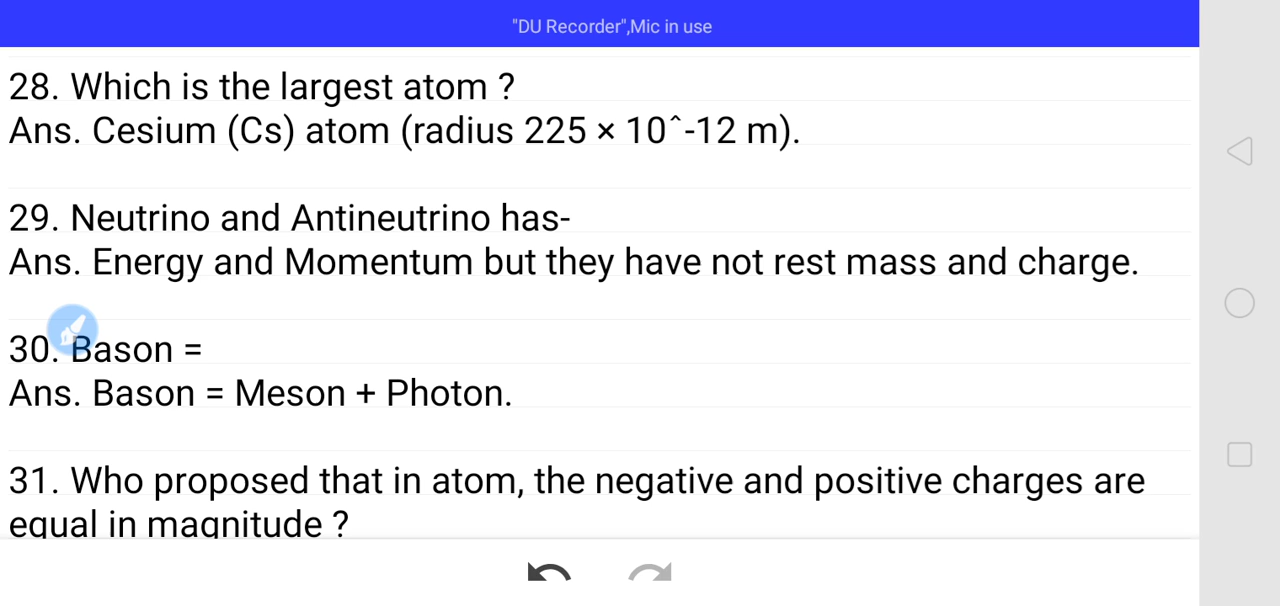 "DU Recorder",Mic in use
28. Which is the largest atom ?
Ans. Cesium (Cs) atom (radius 225 × 10^-12 m).
29. Neutrino and Antineutrino has-
Ans. Energy and Momentum but they have not rest mass and charge.
30. Bason =
Ans. Bason = Meson + Photon.
31. Who proposed that in atom, the negative and positive charges are
equal in magnitude ?